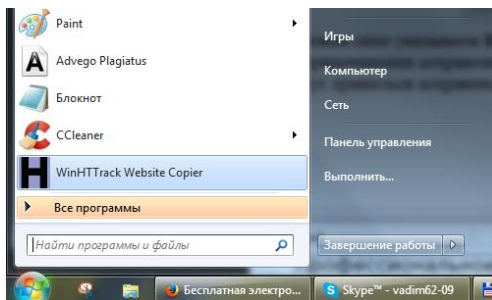 Paint
Advego Plagiatus
Блокнот
CCleaner
WinHTTrack Website Copier
Все программы
Найти программы и файлы
Игры
Компьютер
Сеть
Панель управления
Выполнить...
Завершение работы
Бесплатная электро...
Skype™ - vadim62-09